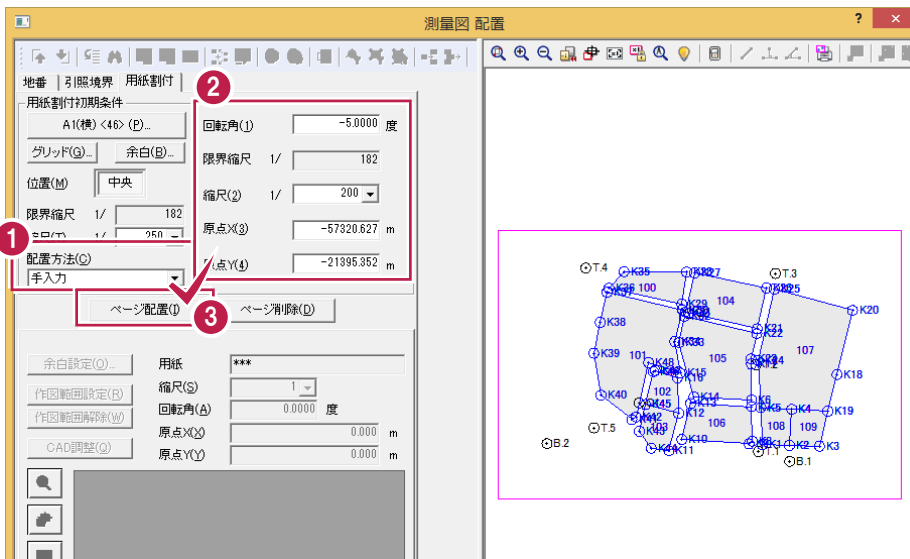 測量図 配置
?
×
地番 引照境界 用紙割付
用紙割付初期条件
A1(横) <46> (P)...
グリッド(G)... 余白(B)...
位置(M) 中央
限界縮尺 1/ 182
1/ 250
配置方法(C)
手入力
1
2
回転角(1) -5.0000 度
限界縮尺 1/ 182
縮尺(2) 1/ 200
原点X(3) -57320.627 m
点Y(4) -21395.352 m
3
ページ配置(I) ページ削除(D)
余白設定(O)...
作図範囲設定(R)
作図範囲解除(W)
CAD調整(Q)
用紙 ***
縮尺(S) 1
回転角(A) 0.0000 度
原点X(X) 0.000 m
原点Y(Y) 0.000 m
T.4
K35
K27
T.3
100
K37
104
K25
K29
K20
K38
K21
K22
107
K39
101
K48
105
K15
K16
K18
K40
102
K45
K14
K13
K6
K5
K4
K19
K12
106
108
109
T.5
K42
K43
103
B.2
K10
K11
K2
K3
T.1
B.1